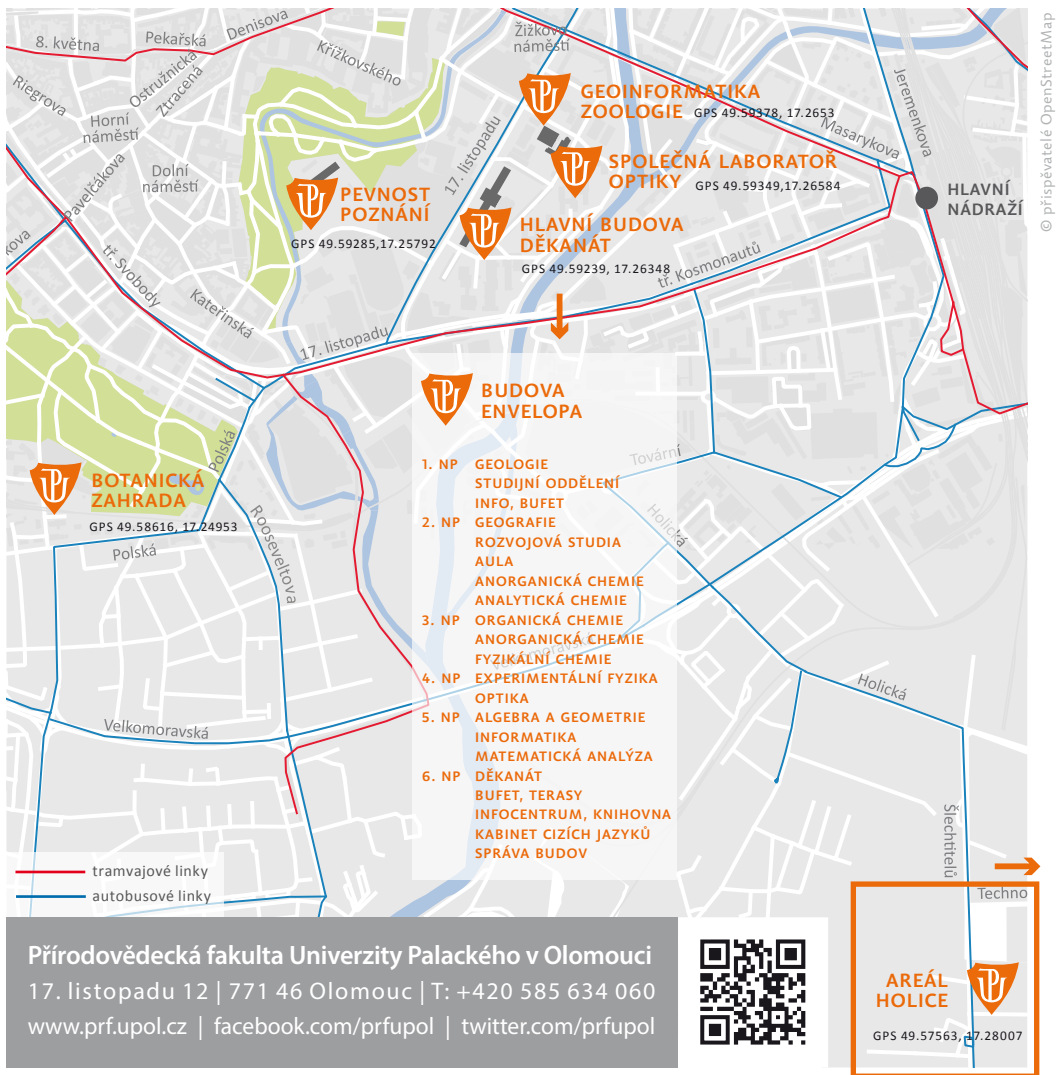 © přispěvatelé OpenStreetMap
8. května
Pekařská
Denisova
Žižkovo
náměstí
Křížkovského
Ostružnická
Ztracená
Riegrova
Horní
náměstí
Dolní
náměstí
Pavelčákova
kova
17. listopadu
Jeremenkova
Masarykova
GEOINFORMATIKA
ZOOLOGIE GPS 49.59378, 17.2653
SPOLEČNÁ LABORATOŘ
OPTIKY GPS 49.59349,17.26584
HLAVNÍ
NÁDRAŽÍ
PEVNOST
POZNÁNÍ
GPS 49.59285,17.25792
HLAVNÍ BUDOVA
DĚKANÁT
GPS 49.59239, 17.26348
tř. Kosmonautů
tř. Svobody
Kateřinská
17. listopadu
BUDOVA
ENVELOPA
1. NP GEOLOGIE
STUDIJNÍ ODDĚLENÍ
INFO, BUFET
2. NP GEOGRAFIE
ROZVOJOVÁ STUDIA
AULA
ANORGANICKÁ CHEMIE
ANALYTICKÁ CHEMIE
3. NP ORGANICKÁ CHEMIE
ANORGANICKÁ CHEMIE
FYZIKÁLNÍ CHEMIE
4. NP EXPERIMENTÁLNÍ FYZIKA
OPTIKA
5. NP ALGEBRA A GEOMETRIE
INFORMATIKA
MATEMATICKÁ ANALÝZA
6. NP DĚKANÁT
BUFET, TERASY
INFOCENTRUM, KNIHOVNA
KABINET CIZÍCH JAZYKŮ
SPRÁVA BUDOV
Tovární
Holická
Velkomoravská
Polská
BOTANICKÁ
ZAHRADA
GPS 49.58616, 17.24953
Polská
Rooseveltova
Velkomoravská
Holická
Šlechtitelů
Techno
tramvajové linky
autobusové linky
AREÁL
HOLICE
GPS 49.57563, 17.28007
Přírodovědecká fakulta Univerzity Palackého v Olomouci
17. listopadu 12 | 771 46 Olomouc | T: +420 585 634 060
www.prf.upol.cz | facebook.com/prfupol | twitter.com/prfupol